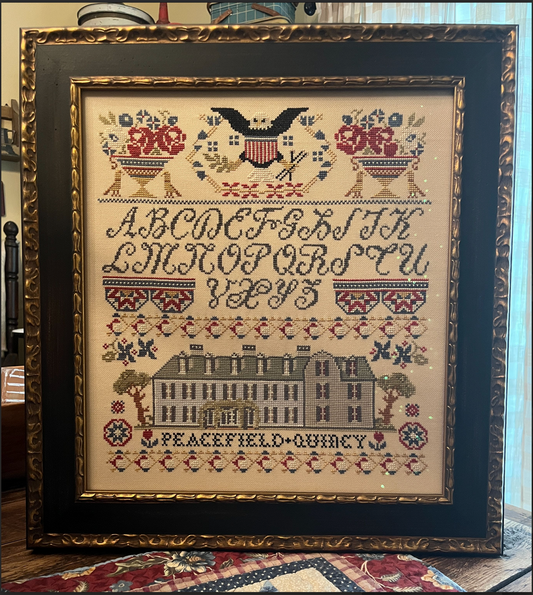 ABCDEFGHIJK
LMNOPQRSTU
VXYZ
PEACEFIELD+QUINCY